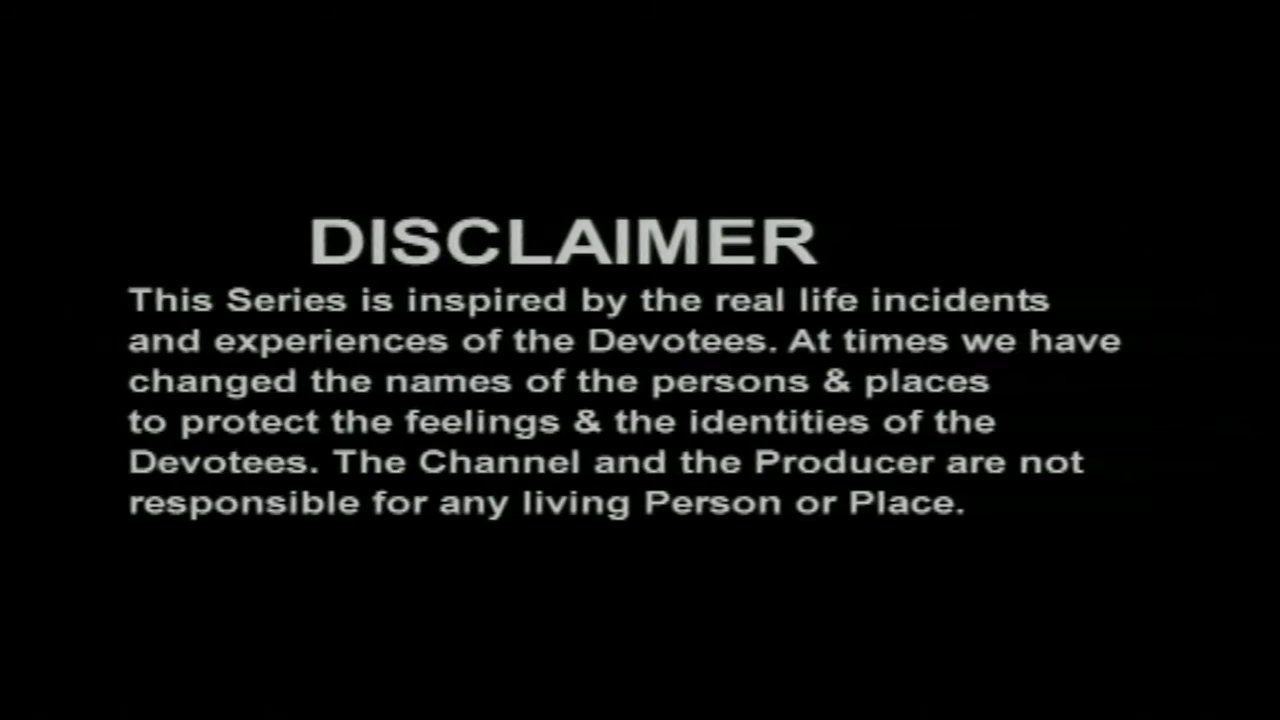 DISCLAIMER
This Series is inspired by the real life incidents
and experiences of the Devotees. At times we have
changed the names of the persons & places
to protect the feelings & the identities of the
Devotees. The Channel and the Producer are not
responsible for any living Person or Place.